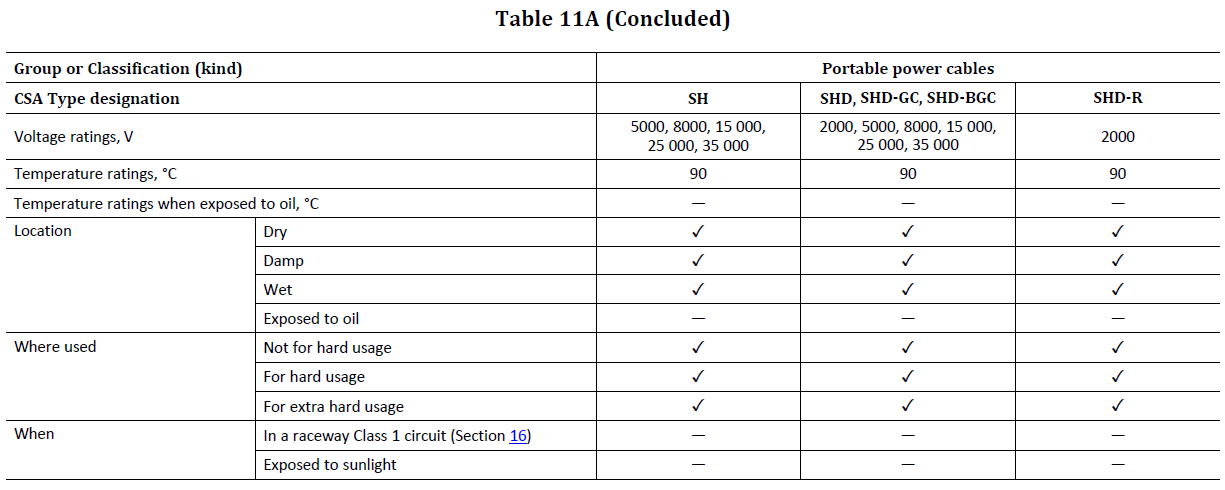 Table 11A (Concluded)
Group or Classification (kind) Portable power cables
CSA Type designation SH SHD, SHD-GC, SHD-BGC SHD-R
Voltage ratings, V 5000, 8000, 15 000, 2000, 5000, 8000, 15 000, 2000
25 000, 35 000 25 000, 35 000
Temperature ratings, °C 90 90 90
Temperature ratings when exposed to oil, °C — — —
Location Dry ✓ ✓ ✓
Damp ✓ ✓ ✓
Wet ✓ ✓ ✓
Exposed to oil — — —
Where used Not for hard usage ✓ ✓ ✓
For hard usage ✓ ✓ ✓
For extra hard usage ✓ ✓ ✓
When In a raceway Class 1 circuit (Section 16) — — —
Exposed to sunlight — — —